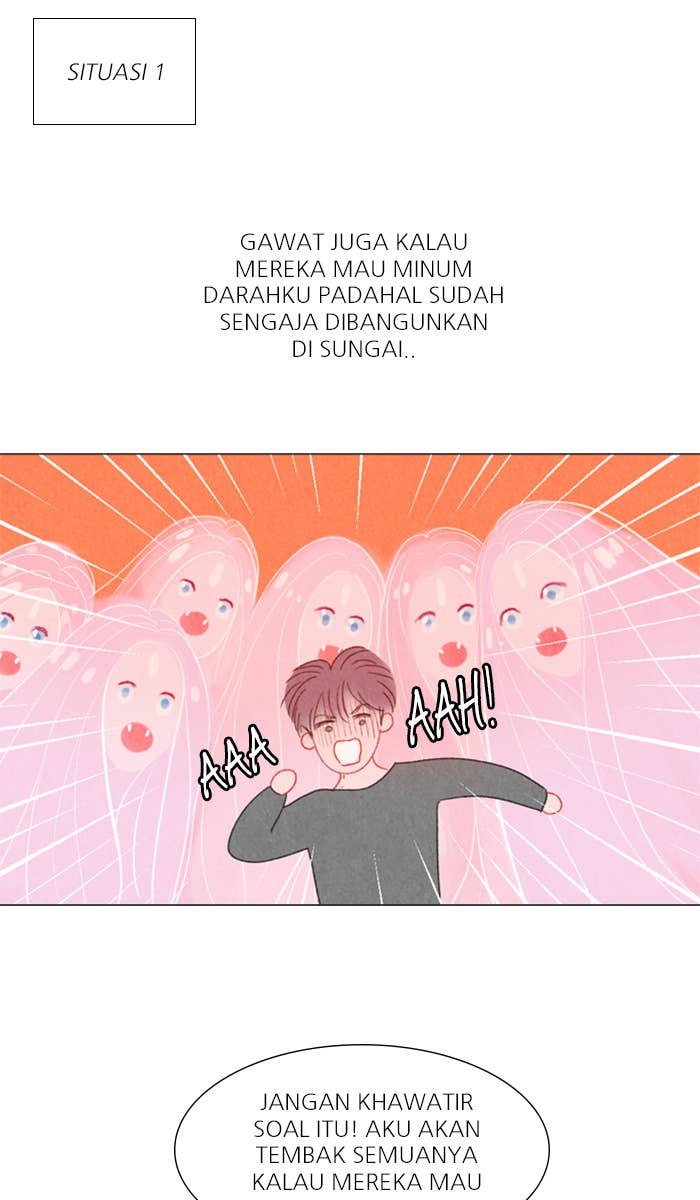 SITUASI 1
GAWAT JUGA KALAU
MEREKA MAU MINUM
DARAHKU PADAHAL SUDAH
SENGAJA DIBANGUNKAN
DI SUNGAI..
AAA
AAH!
JANGAN KHAWATIR
SOAL ITU! AKU AKAN
TEMBAK SEMUANYA
KALAU MEREKA MAU